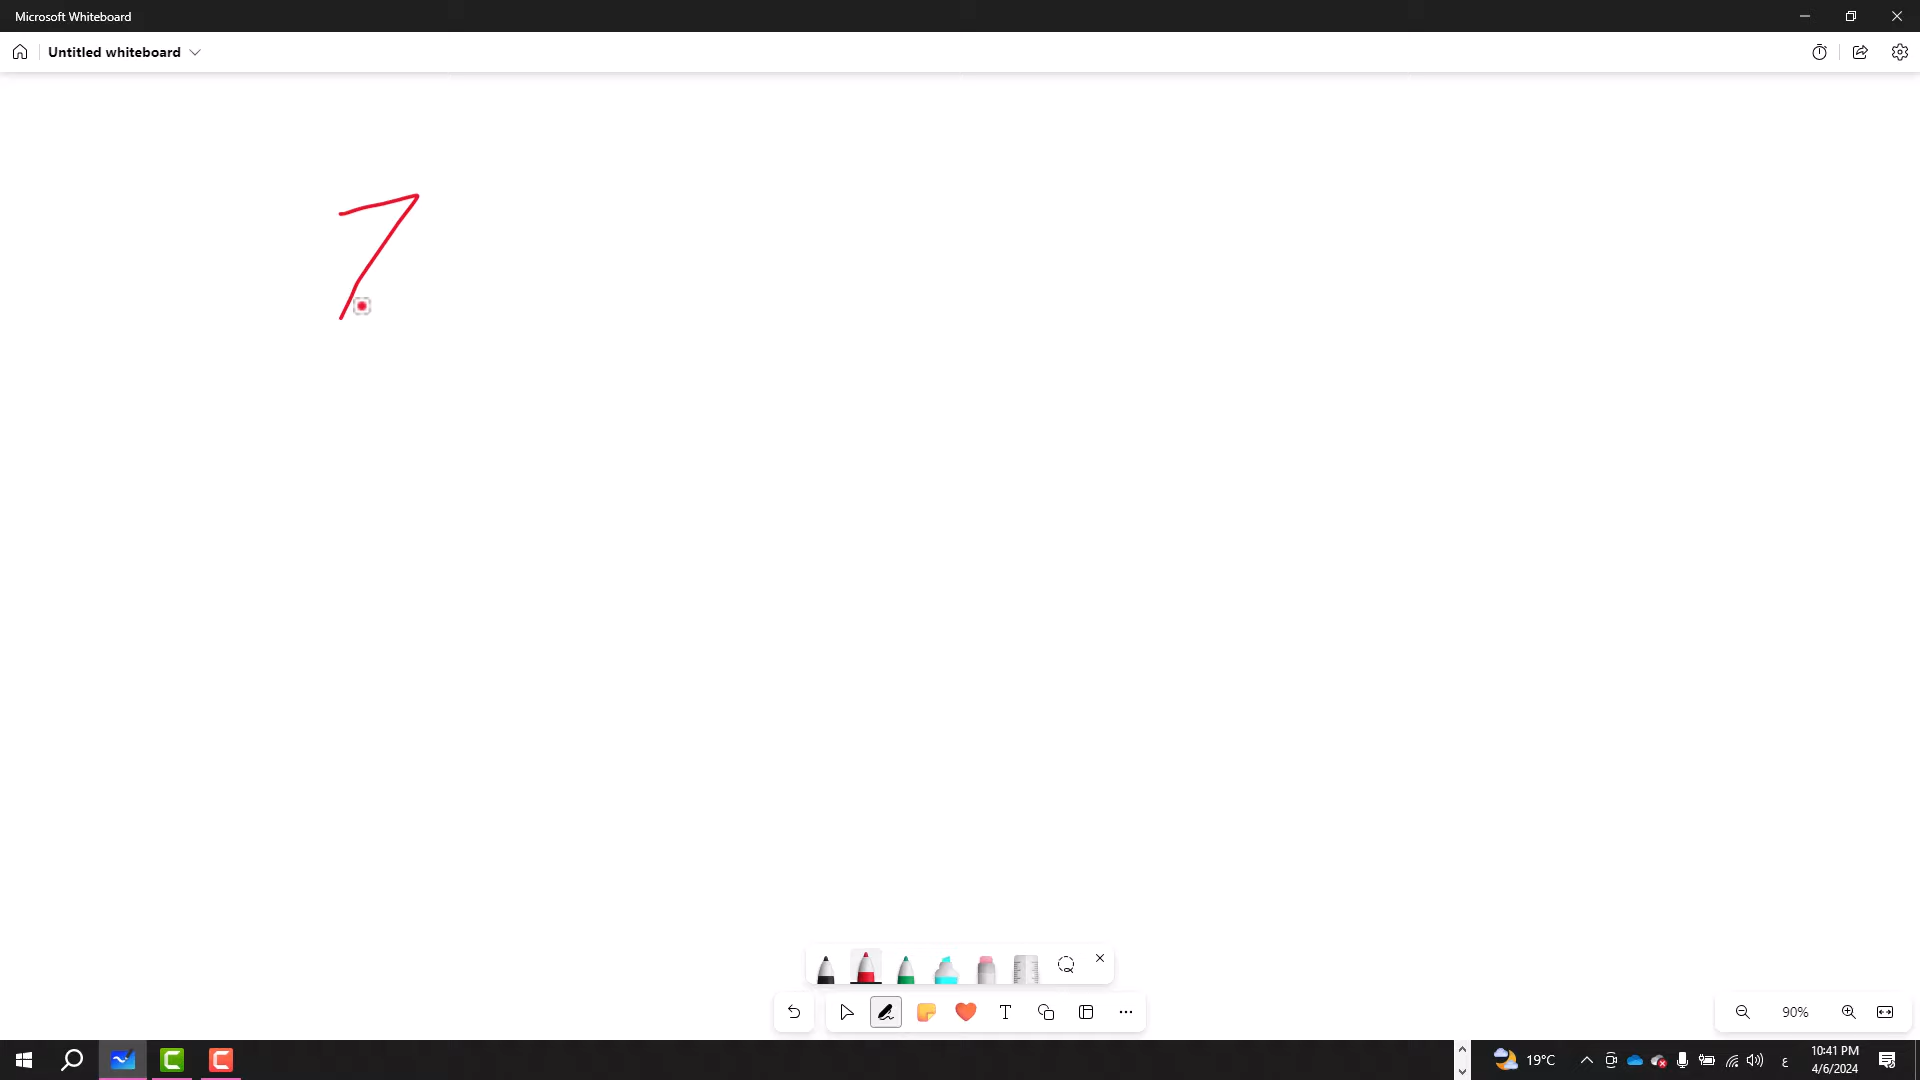 Microsoft Whiteboard
Untitled whiteboard
7
90%
19°C
ع
10:41 PM
4/6/2024